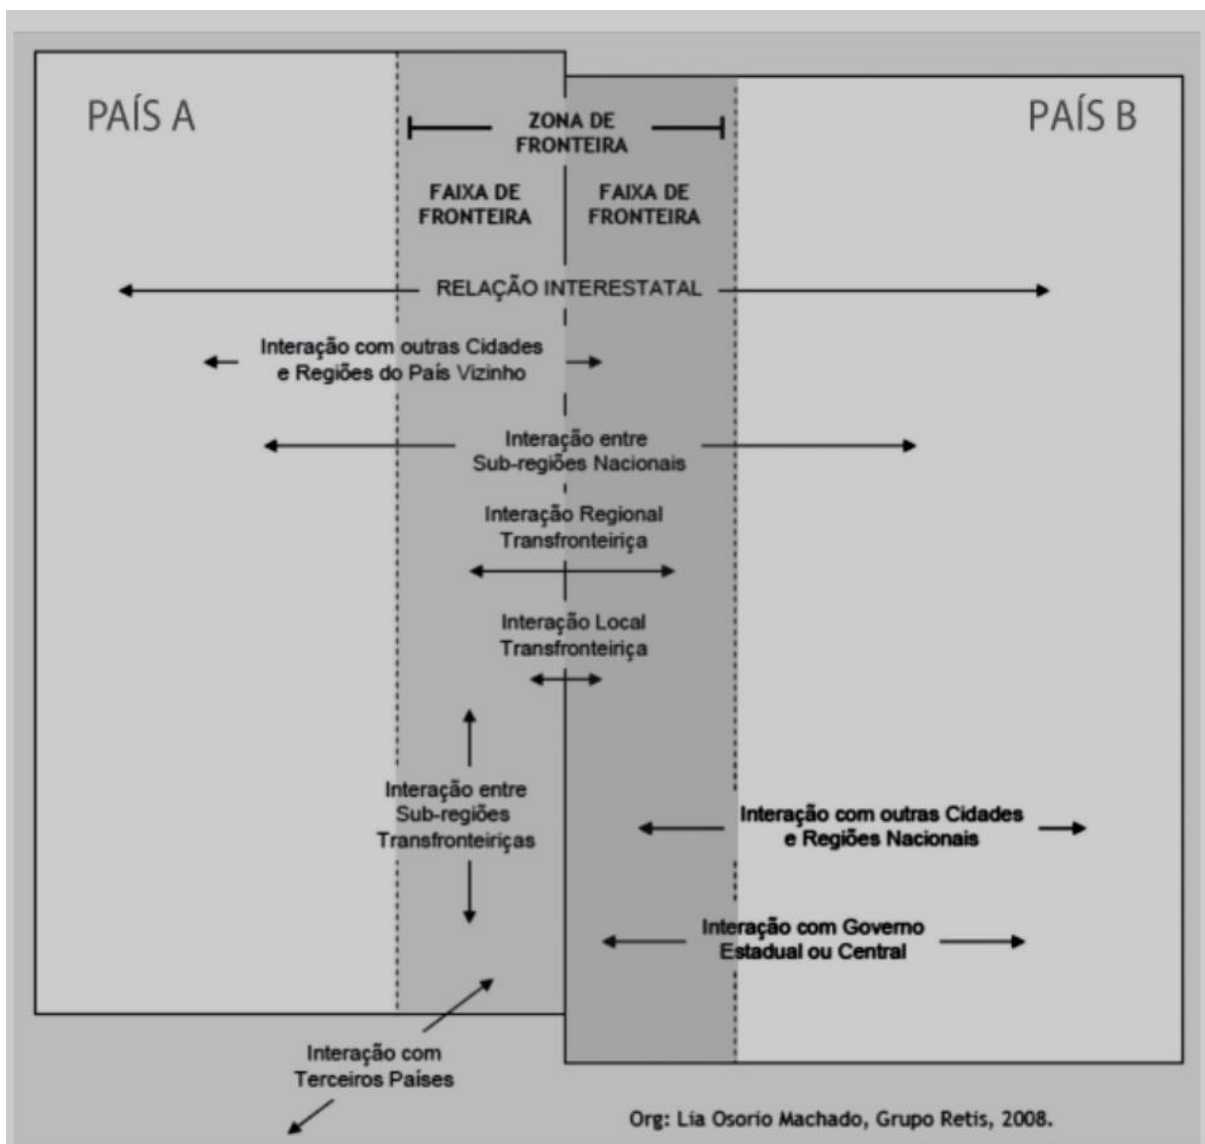 PAÍS A
PAÍS B
ZONA DE
FRONTEIRA
FAIXA DE
FRONTEIRA
FAIXA DE
FRONTEIRA
RELAÇÃO INTERESTATAL
Interação com outras Cidades
e Regiões do País Vizinho
Interação entre
Sub-regiões Nacionais
Interação Regional
Transfronteiriça
Interação Local
Transfronteiriça
Interação entre
Sub-regiões
Transfronteiriças
Interação com outras Cidades
e Regiões Nacionais
Interação com Governo
Estadual ou Central
Interação com
Terceiros Países
Org: Lia Osorio Machado, Grupo Retis, 2008.